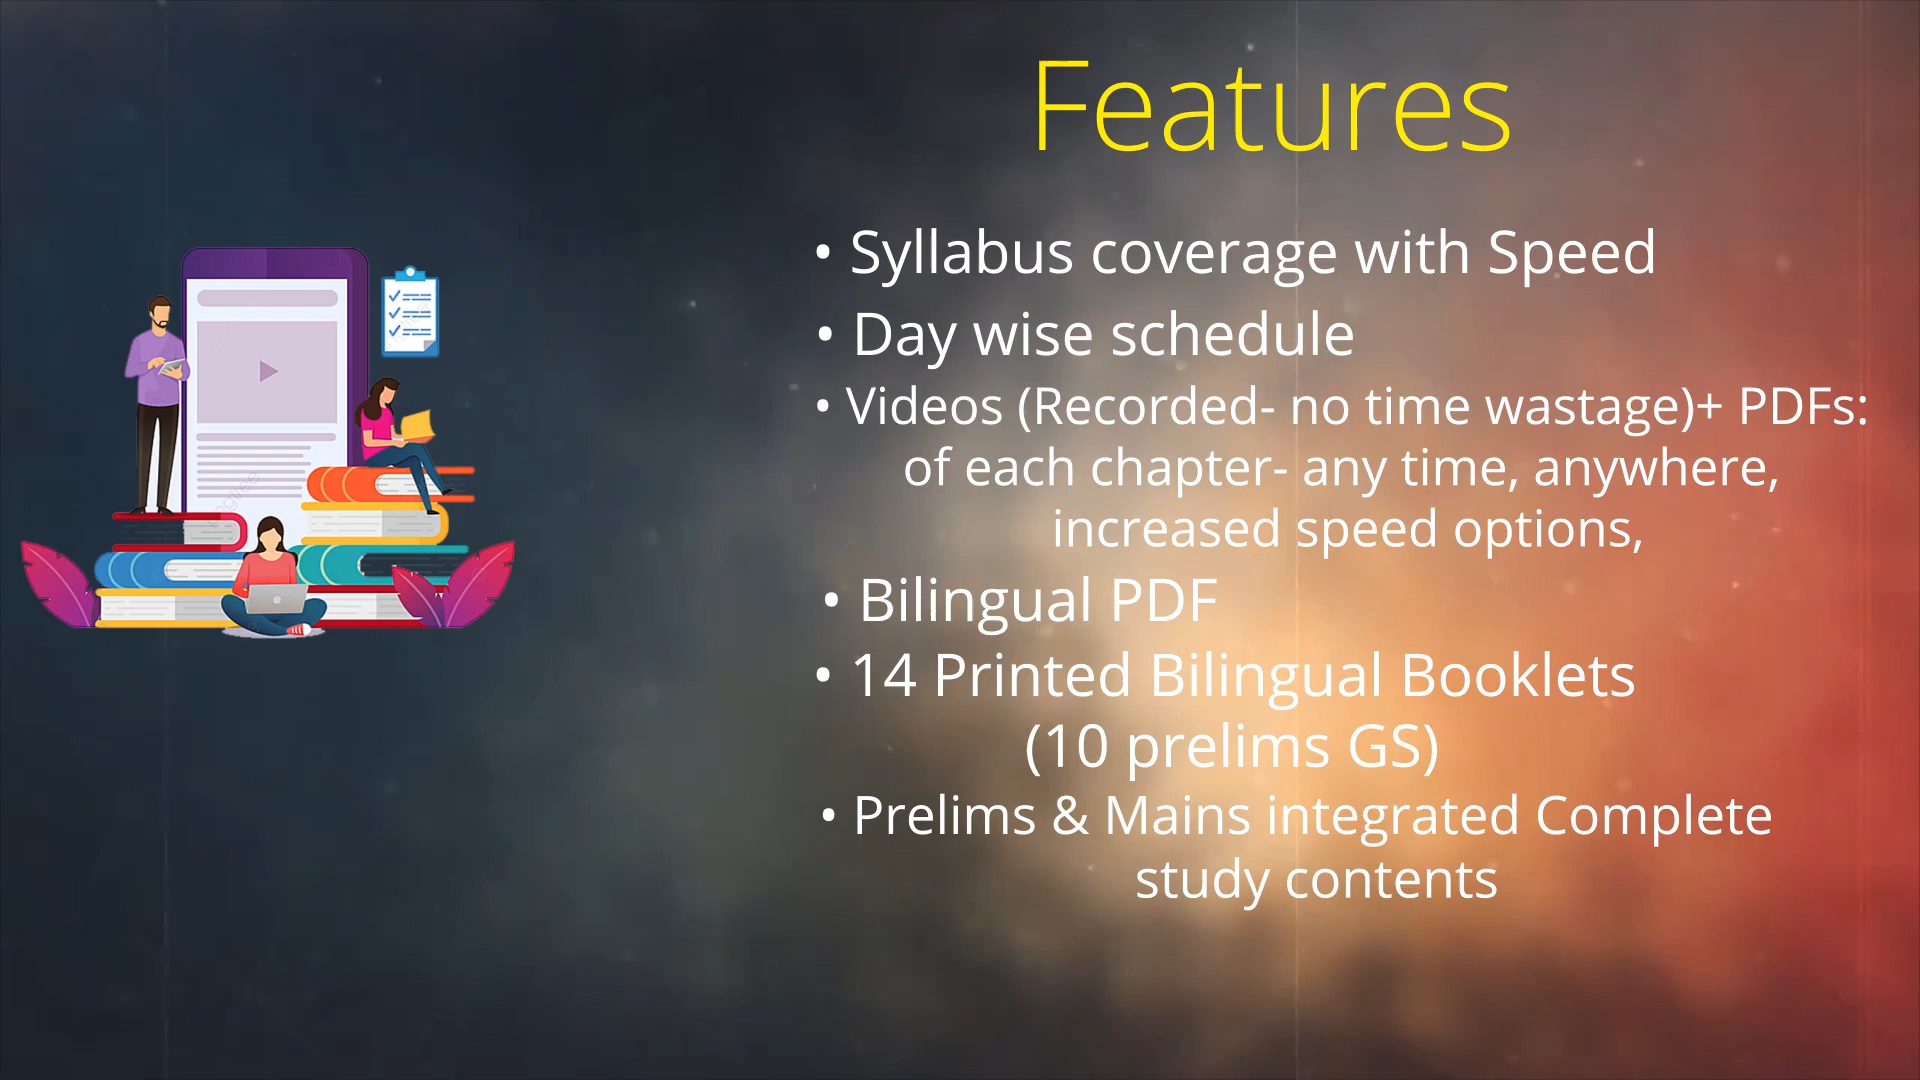 Features
• Syllabus coverage with Speed
• Day wise schedule
• Videos (Recorded- no time wastage)+ PDFs:
of each chapter- any time, anywhere,
increased speed options,
• Bilingual PDF
• 14 Printed Bilingual Booklets
(10 prelims GS)
• Prelims & Mains integrated Complete
study contents